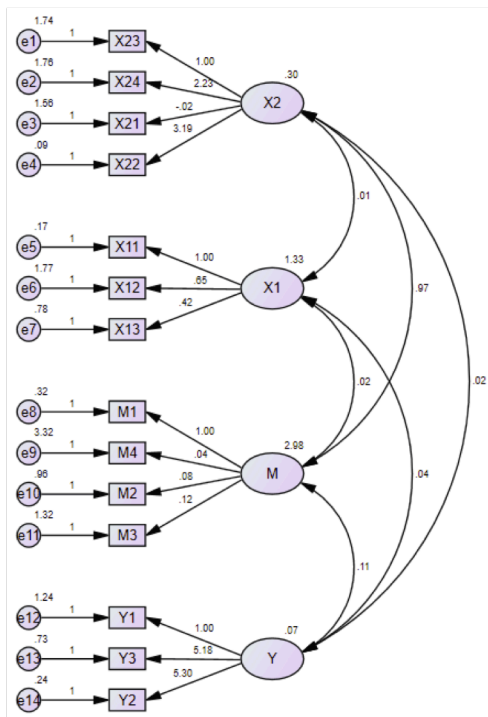 1.74
e1 1 X23
1.00
.30
1.76
e2 1 X24
2.23
X2
1.56
e3 1 X21
-.02
3.19
.09
e4 1 X22
.01
.17
e5 1 X11
1.00
1.33
1.77
e6 1 X12
.65
X1
.97
.78
e7 1 X13
.42
.02
.02
.32
e8 1 M1
1.00
2.98
3.32
e9 1 M4
.04
M
.04
.96
e10 1 M2
.08
.12
1.32
e11 1 M3
.11
1.24
e12 1 Y1
1.00
.07
.73
e13 1 Y3
5.18
Y
5.30
.24
e14 1 Y2